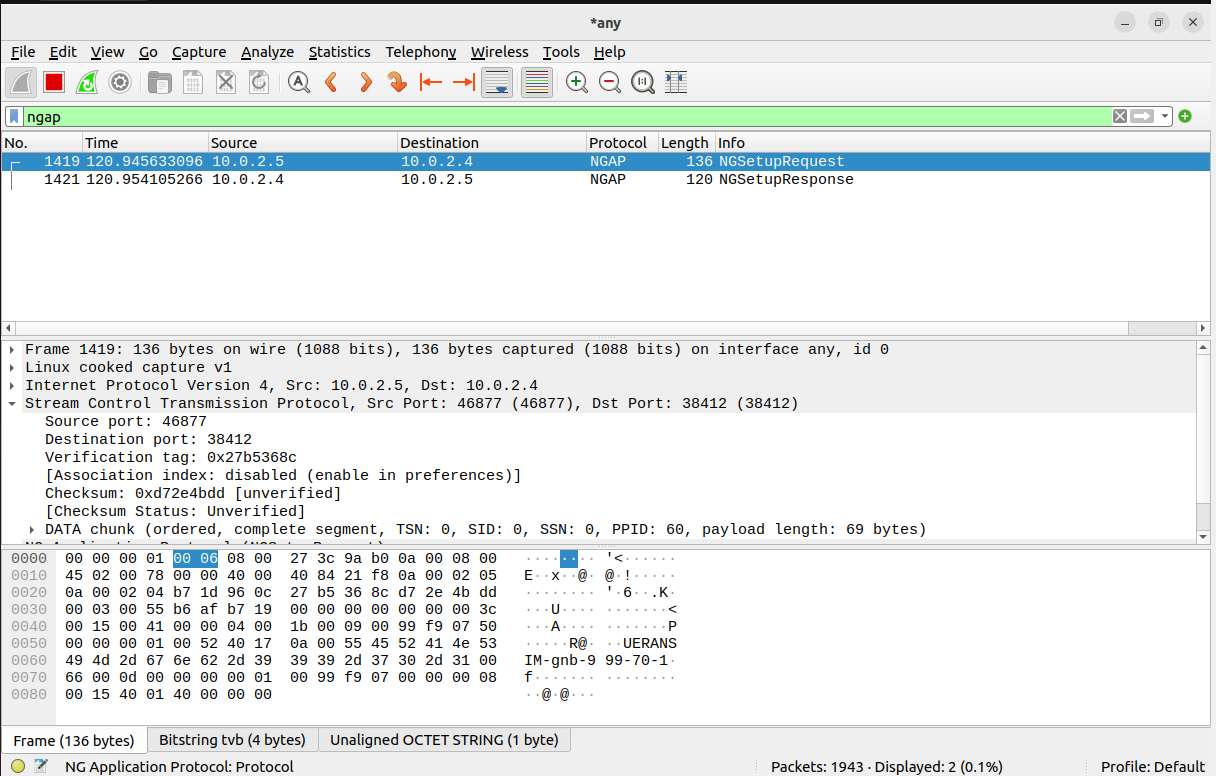 *any
File Edit View Go Capture Analyze Statistics Telephony Wireless Tools Help
ngap
No. Time Source Destination Protocol Length Info
1419 120.945633096 10.0.2.5 10.0.2.4 NGAP 136 NGSetupRequest
1421 120.954105266 10.0.2.4 10.0.2.5 NGAP 120 NGSetupResponse
Frame 1419: 136 bytes on wire (1088 bits), 136 bytes captured (1088 bits) on interface any, id 0
Linux cooked capture v1
Internet Protocol Version 4, Src: 10.0.2.5, Dst: 10.0.2.4
Stream Control Transmission Protocol, Src Port: 46877 (46877), Dst Port: 38412 (38412)
Source port: 46877
Destination port: 38412
Verification tag: 0x27b5368c
[Association index: disabled (enable in preferences)]
Checksum: 0xd72e4bdd [unverified]
[Checksum Status: Unverified]
DATA chunk (ordered, complete segment, TSN: 0, SID: 0, SSN: 0, PPID: 60, payload length: 69 bytes)
0000 00 00 00 01 00 06 08 00 27 3c 9a b0 0a 00 08 00 ········ '<······
0010 45 02 00 78 00 00 40 00 40 84 21 f8 0a 00 02 05 E··x··@· @·!·····
0020 0a 00 02 04 b7 1d 96 0c 27 b5 36 8c d7 2e 4b dd ········ '·6··.K·
0030 00 03 00 55 b6 af b7 19 00 00 00 00 00 00 00 3c ···U···· ·······<
0040 00 15 00 41 00 00 04 00 1b 00 09 00 99 f9 07 50 ···A···· ·······P
0050 00 00 00 01 00 52 40 17 0a 00 55 45 52 41 4e 53 ·····R@· ··UERANS
0060 49 4d 2d 67 6e 62 2d 39 39 39 2d 37 30 2d 31 00 IM-gnb-9 99-70-1·
0070 66 00 0d 00 00 00 00 01 00 99 f9 07 00 00 00 08 f······· ········
0080 00 15 40 01 40 00 00 00 ··@·@···
Frame (136 bytes) Bitstring tvb (4 bytes) Unaligned OCTET STRING (1 byte)
NG Application Protocol: Protocol Packets: 1943 · Displayed: 2 (0.1%) Profile: Default